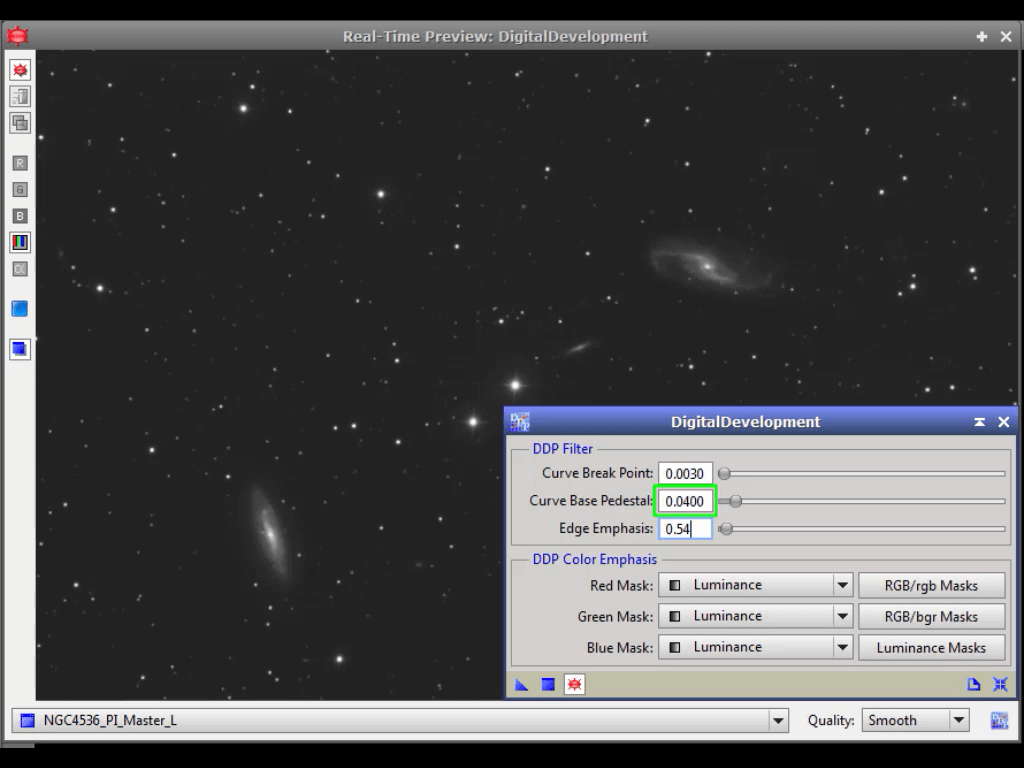 Real-Time Preview: DigitalDevelopment
R
G
B
α
DigitalDevelopment
DDP Filter
Curve Break Point: 0.0030
Curve Base Pedestal: 0.0400
Edge Emphasis: 0.54
DDP Color Emphasis
Red Mask: Luminance RGB/rgb Masks
Green Mask: Luminance RGB/bgr Masks
Blue Mask: Luminance Luminance Masks
NGC4536_PI_Master_L Quality: Smooth